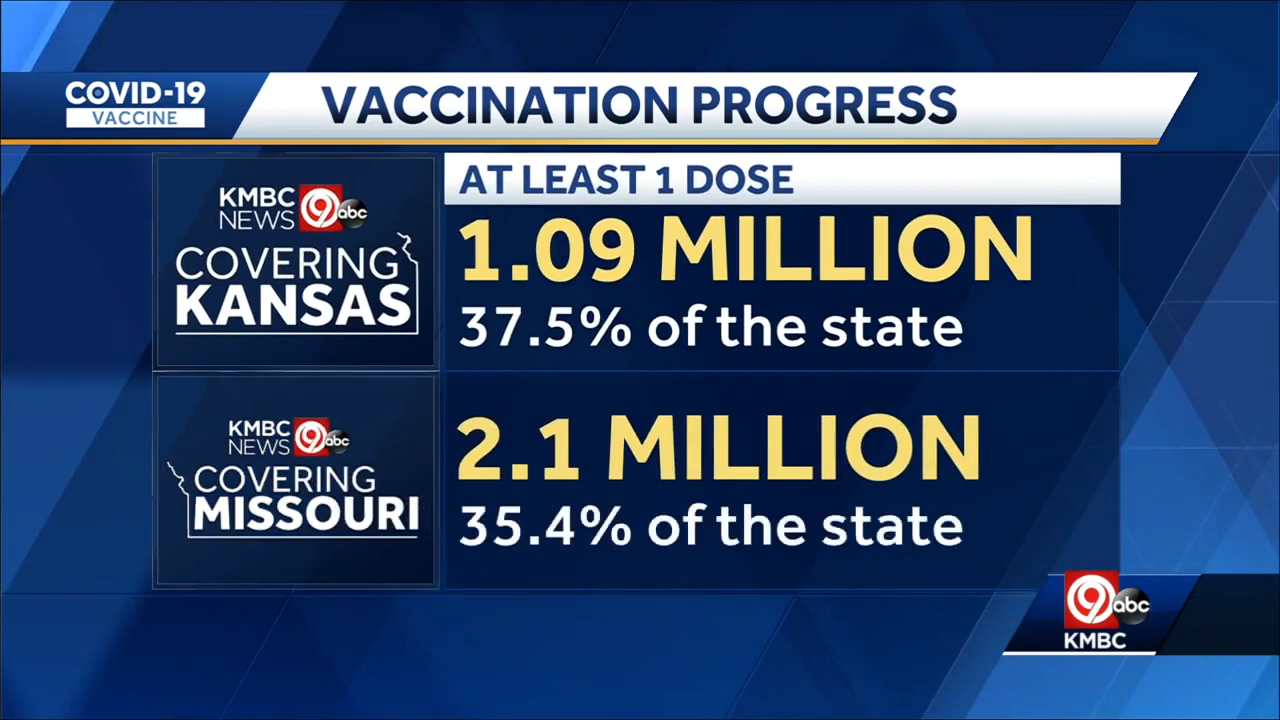 COVID-19
VACCINE
VACCINATION PROGRESS
KMBC
NEWS 9 abc
COVERING
KANSAS
AT LEAST 1 DOSE
1.09 MILLION
37.5% of the state
KMBC
NEWS 9 abc
COVERING
MISSOURI
2.1 MILLION
35.4% of the state
9 abc
KMBC